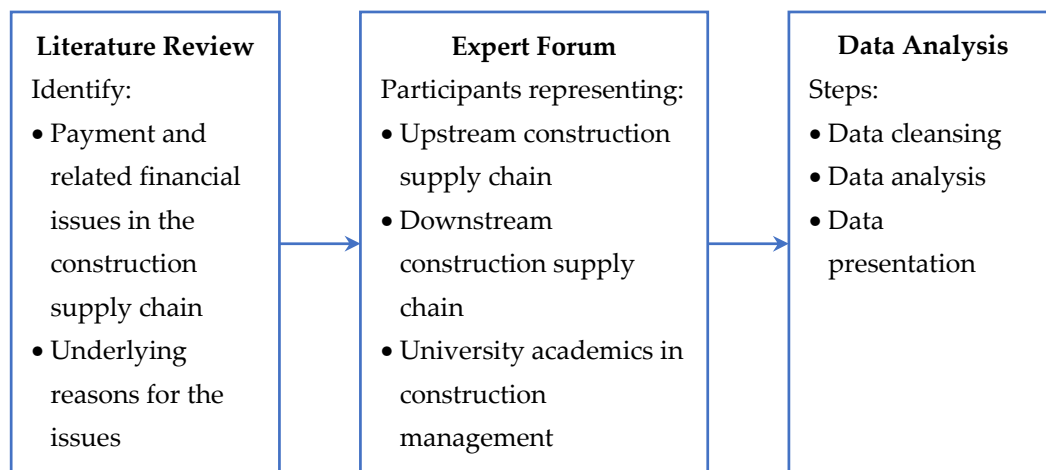 Literature Review
Identify:
• Payment and
related financial
issues in the
construction
supply chain
• Underlying
reasons for the
issues
Expert Forum
Participants representing:
• Upstream construction
supply chain
• Downstream
construction supply
chain
• University academics in
construction
management
Data Analysis
Steps:
• Data cleansing
• Data analysis
• Data
presentation